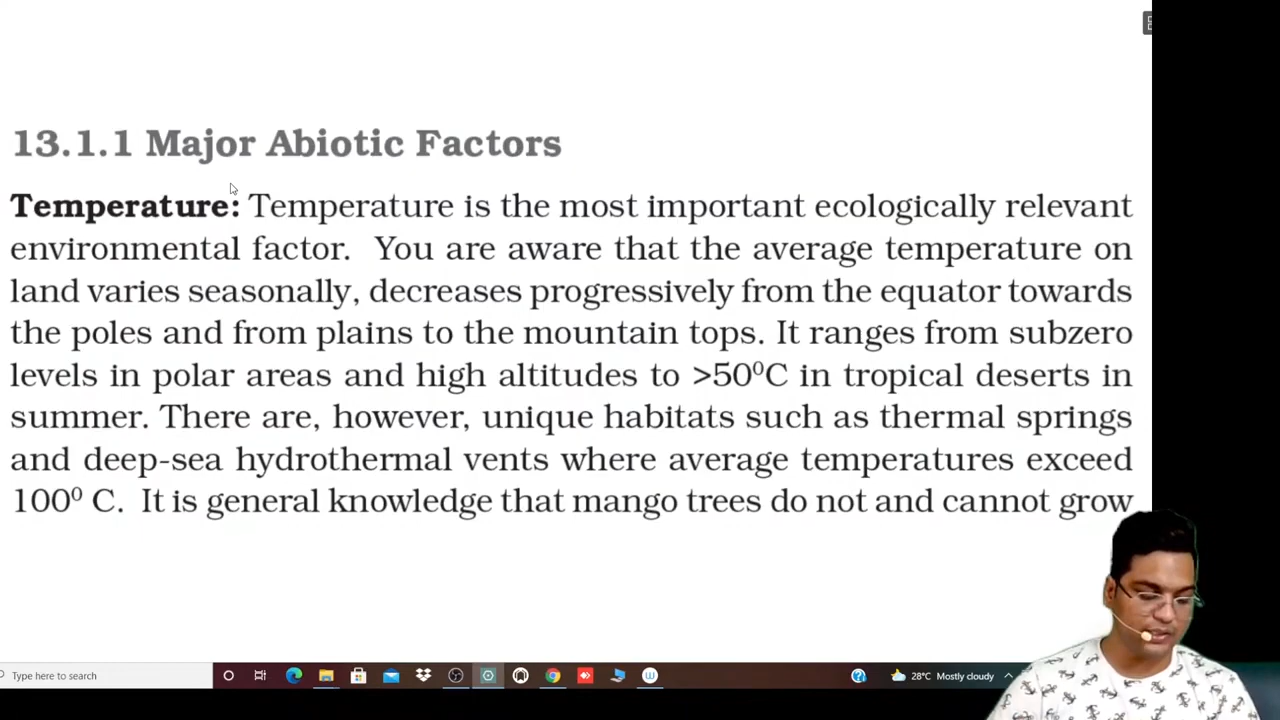 13.1.1 Major Abiotic Factors
Temperature: Temperature is the most important ecologically relevant
environmental factor. You are aware that the average temperature on
land varies seasonally, decreases progressively from the equator towards
the poles and from plains to the mountain tops. It ranges from subzero
levels in polar areas and high altitudes to >50⁰C in tropical deserts in
summer. There are, however, unique habitats such as thermal springs
and deep-sea hydrothermal vents where average temperatures exceed
100⁰ C. It is general knowledge that mango trees do not and cannot grow
Type here to search
28°C Mostly cloudy